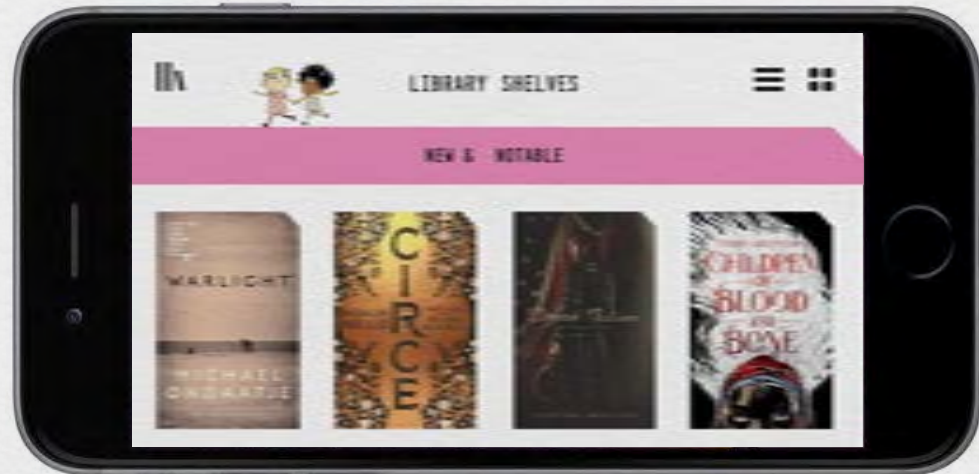 LIBRARY SHELVES
NEW & NOTABLE
WARLIGHT
MICHAEL
ONDAATJE
CIRCE
CHILDREN
OF
BLOOD
AND
BONE